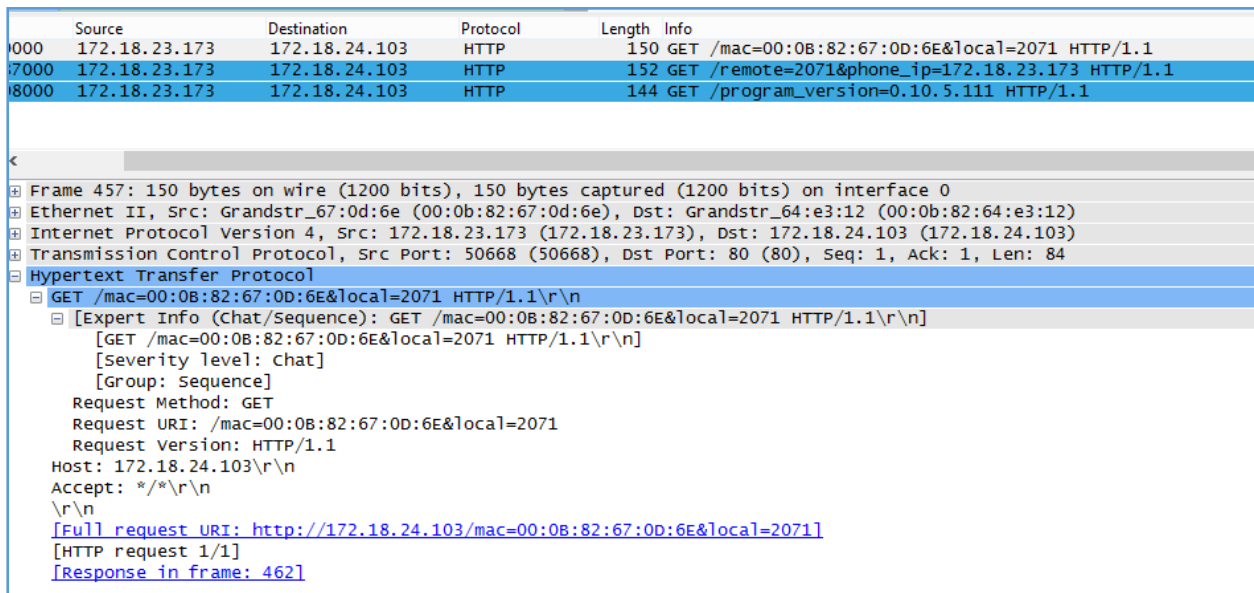 Source Destination Protocol Length Info
0000 172.18.23.173 172.18.24.103 HTTP 150 GET /mac=00:0B:82:67:0D:6E&local=2071 HTTP/1.1
37000 172.18.23.173 172.18.24.103 HTTP 152 GET /remote=2071&phone_ip=172.18.23.173 HTTP/1.1
98000 172.18.23.173 172.18.24.103 HTTP 144 GET /program_version=0.10.5.111 HTTP/1.1
Frame 457: 150 bytes on wire (1200 bits), 150 bytes captured (1200 bits) on interface 0
Ethernet II, Src: Grandstr_67:0d:6e (00:0b:82:67:0d:6e), Dst: Grandstr_64:e3:12 (00:0b:82:64:e3:12)
Internet Protocol Version 4, Src: 172.18.23.173 (172.18.23.173), Dst: 172.18.24.103 (172.18.24.103)
Transmission Control Protocol, Src Port: 50668 (50668), Dst Port: 80 (80), Seq: 1, Ack: 1, Len: 84
Hypertext Transfer Protocol
GET /mac=00:0B:82:67:0D:6E&local=2071 HTTP/1.1\r\n
[Expert Info (Chat/Sequence): GET /mac=00:0B:82:67:0D:6E&local=2071 HTTP/1.1\r\n]
[GET /mac=00:0B:82:67:0D:6E&local=2071 HTTP/1.1\r\n]
[Severity level: Chat]
[Group: Sequence]
Request Method: GET
Request URI: /mac=00:0B:82:67:0D:6E&local=2071
Request Version: HTTP/1.1
Host: 172.18.24.103\r\n
Accept: */*\r\n
\r\n
[Full request URI: http://172.18.24.103/mac=00:0B:82:67:0D:6E&local=2071]
[HTTP request 1/1]
[Response in frame: 462]